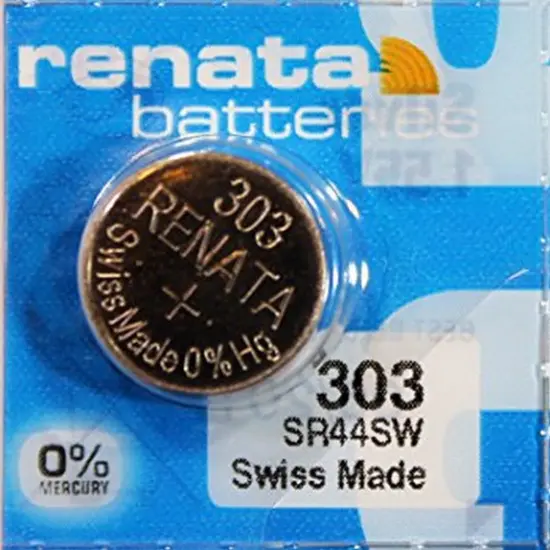 renata
batteries
303
RENATA
+
Swiss Made 0% Hg
303
SR44SW
Swiss Made
0%
MERCURY